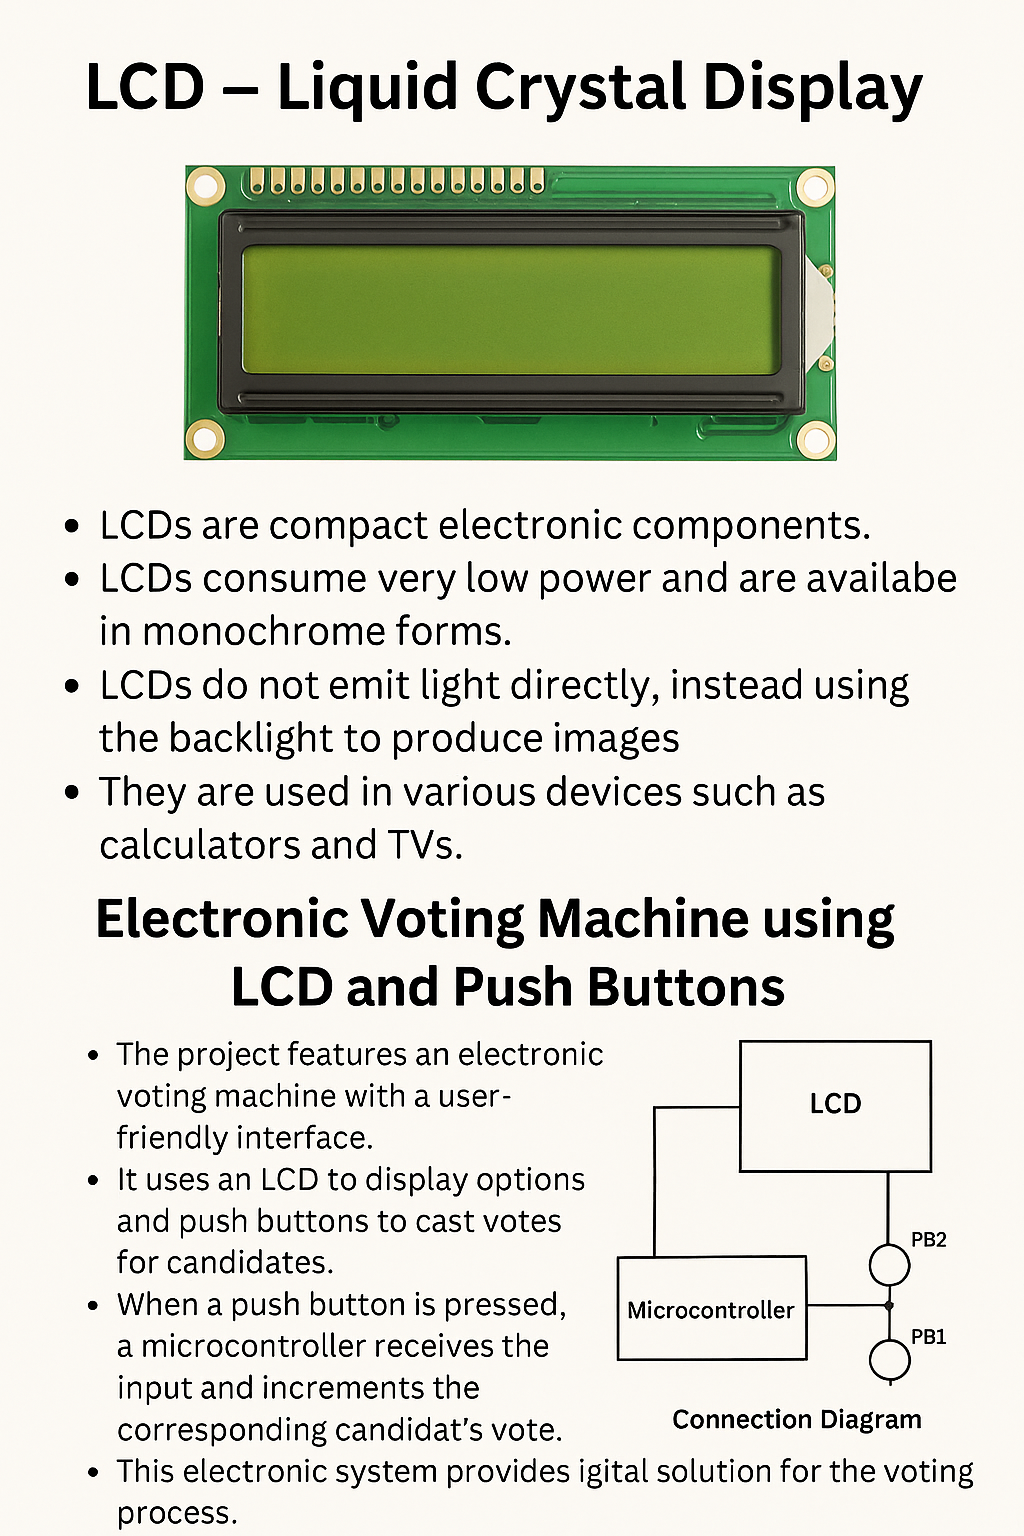 LCD – Liquid Crystal Display
• LCDs are compact electronic components.
• LCDs consume very low power and are availabe
in monochrome forms.
• LCDs do not emit light directly, instead using
the backlight to produce images
• They are used in various devices such as
calculators and TVs.
Electronic Voting Machine using
LCD and Push Buttons
• The project features an electronic
voting machine with a user-
friendly interface.
• It uses an LCD to display options
and push buttons to cast votes
for candidates.
• When a push button is pressed,
a microcontroller receives the
input and increments the
corresponding candidat's vote.
• This electronic system provides igital solution for the voting
process.
LCD
PB2
Microcontroller
PB1
Connection Diagram